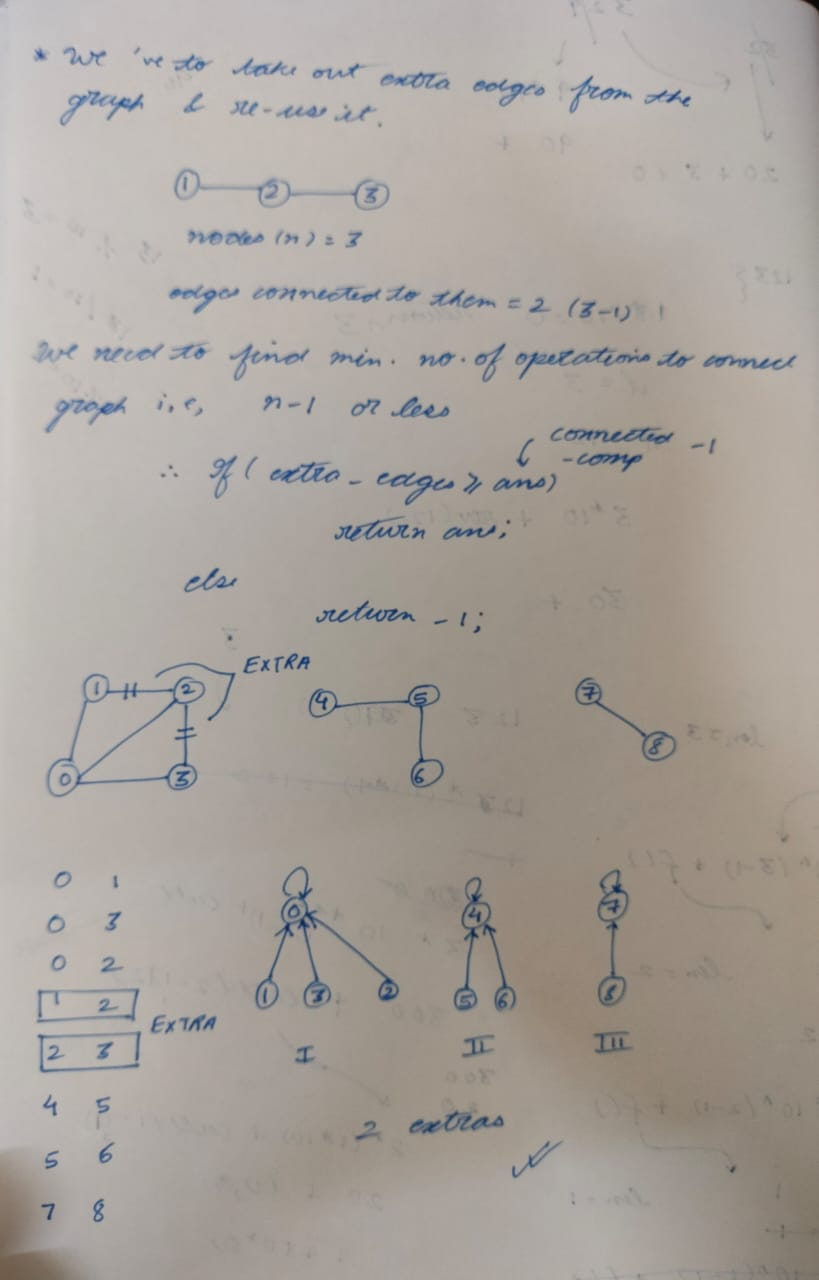 * We 've to take out extra edges from the
graph & re-use it.
1 2 3
nodes (n) = 3
edges connected to them = 2 (3-1)
We need to find min. no. of operations to connect
graph i.e, n-1 or less
connected -1
-comp
∴ If (extra - edges ≥ ans)
return ans;
else
return -1;
EXTRA
1 2 4 5 7
0 3 6 8
0 1
0 3
0 2
1 2
2 3
EXTRA
4 5
5 6
7 8
0 4 7
1 3 2 5 6 8
I II III
2 extras